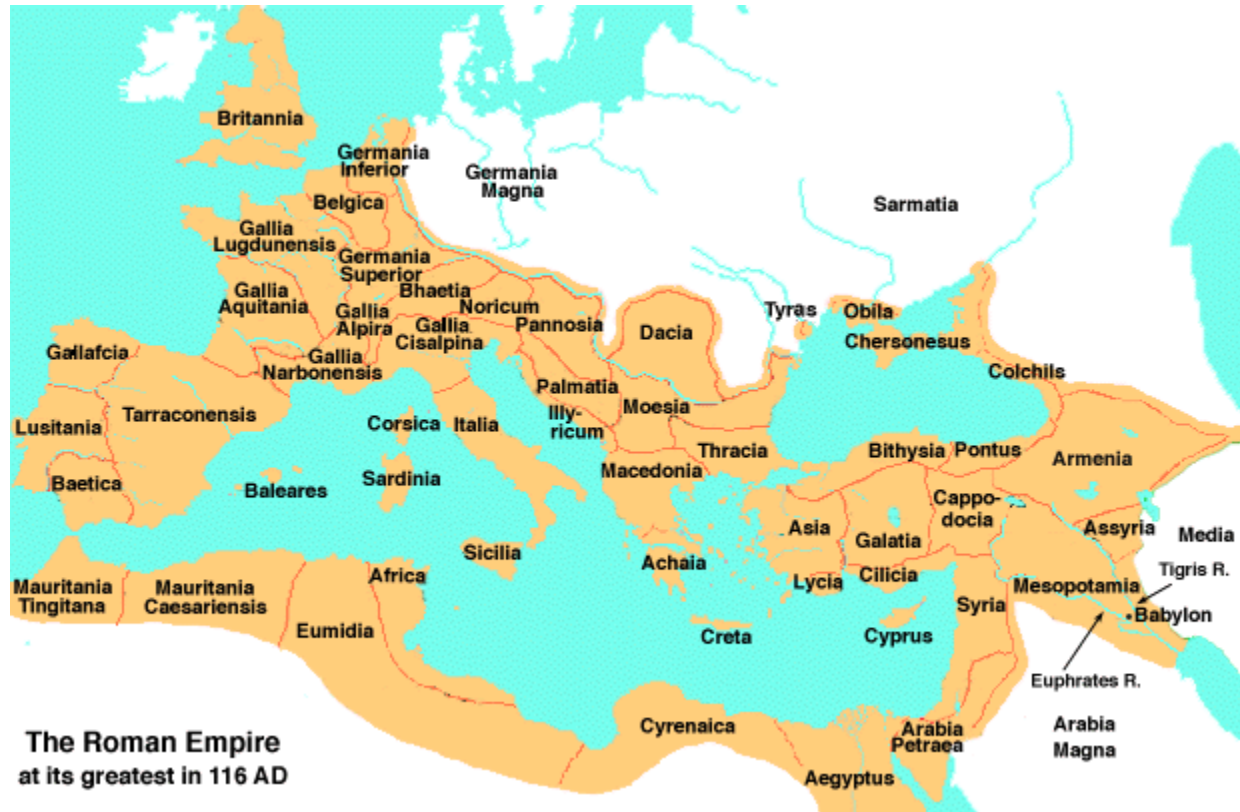 Britannia
Germania
Inferior
Germania
Magna
Belgica
Sarmatia
Gallia
Lugdunensis
Germania
Superior
Bhaetia
Gallia
Aquitania
Noricum
Gallia
Alpira
Gallia
Cisalpina
Pannosia
Dacia
Tyras
Obila
Chersonesus
Gallafcia
Gallia
Narbonensis
Colchils
Palmatia
Moesia
Tarraconensis
Lusitania
Corsica
Italia
Illy-
ricum
Thracia
Bithysia
Pontus
Armenia
Macedonia
Baetica
Baleares
Sardinia
Cappo-
docia
Asia
Galatia
Assyria
Media
Sicilia
Achaia
Tigris R.
Mauritania
Tingitana
Mauritania
Caesariensis
Africa
Lycia
Cilicia
Mesopotamia
Syria
Babylon
Eumidia
Creta
Cyprus
Euphrates R.
Cyrenaica
Arabia
Petraea
Arabia
Magna
Aegyptus
The Roman Empire
at its greatest in 116 AD